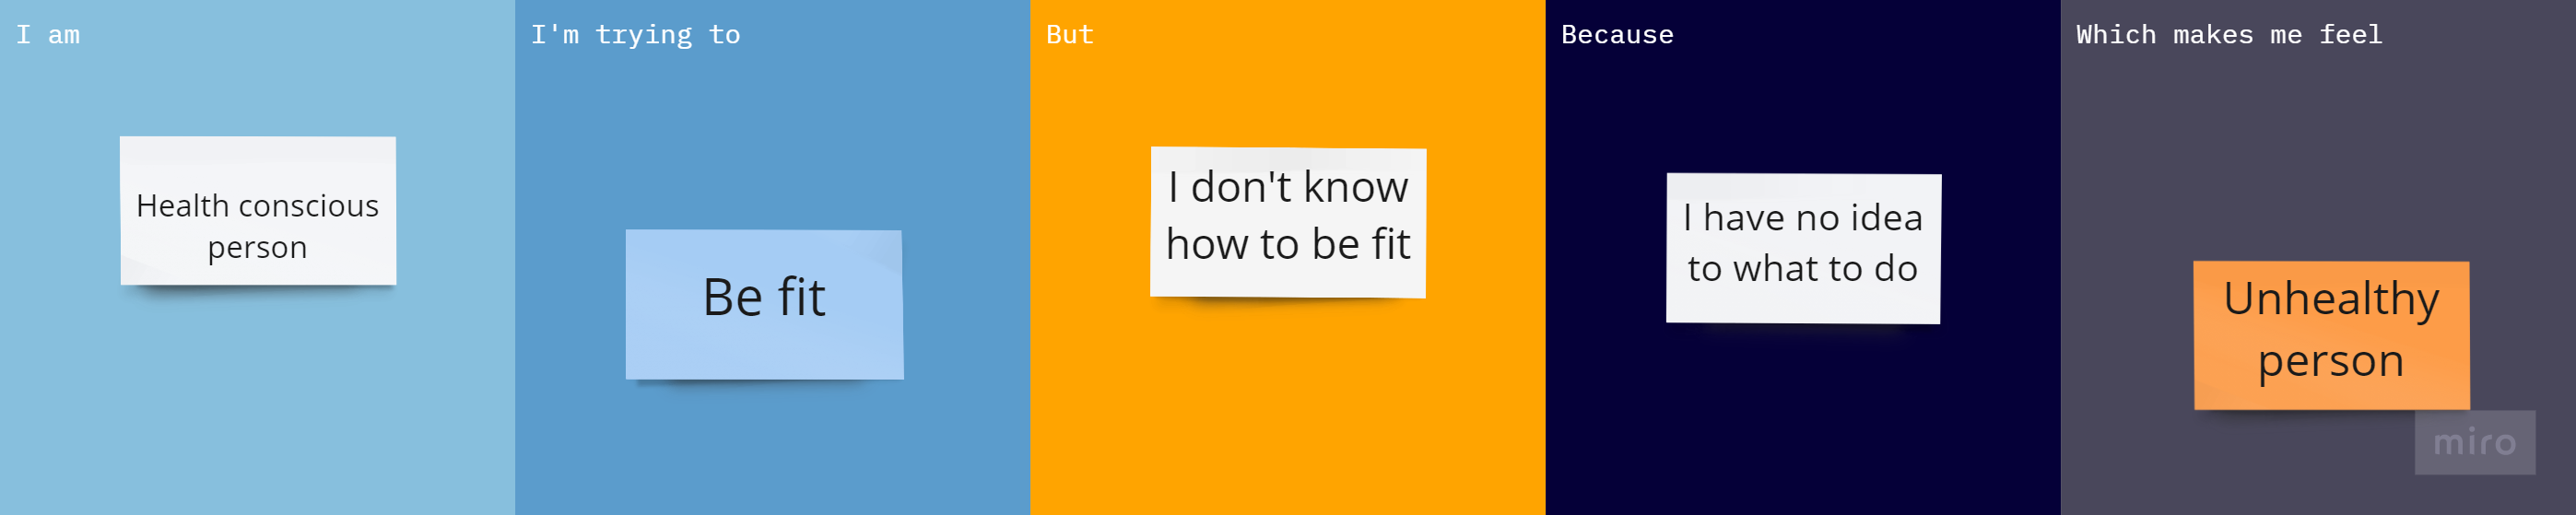 I am
Health conscious
person
I'm trying to
Be fit
But
I don't know
how to be fit
Because
I have no idea
to what to do
Which makes me feel
Unhealthy
person
miro